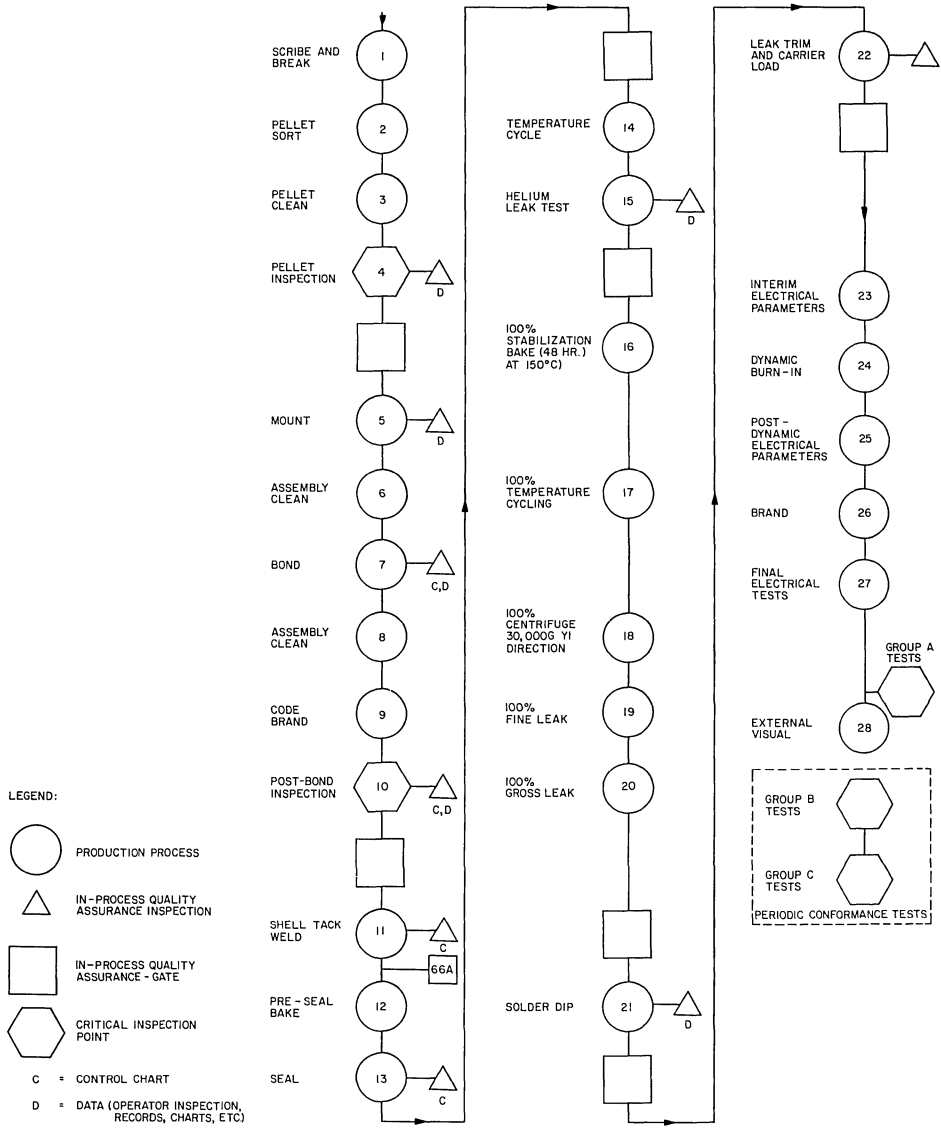 SCRIBE AND
BREAK
1
PELLET
SORT
2
PELLET
CLEAN
3
PELLET
INSPECTION
4
D
MOUNT
5
D
ASSEMBLY
CLEAN
6
BOND
7
C,D
ASSEMBLY
CLEAN
8
CODE
BRAND
9
POST-BOND
INSPECTION
10
C,D
SHELL TACK
WELD
11
C
66A
PRE-SEAL
BAKE
12
SEAL
13
C
TEMPERATURE
CYCLE
14
HELIUM
LEAK TEST
15
D
100%
STABILIZATION
BAKE (48 HR.)
AT 150°C)
16
100%
TEMPERATURE
CYCLING
17
100%
CENTRIFUGE
30,000G YI
DIRECTION
18
100%
FINE LEAK
19
100%
GROSS LEAK
20
SOLDER DIP
21
D
LEAK TRIM
AND CARRIER
LOAD
22
INTERIM
ELECTRICAL
PARAMETERS
23
DYNAMIC
BURN-IN
24
POST-
DYNAMIC
ELECTRICAL
PARAMETERS
25
BRAND
26
FINAL
ELECTRICAL
TESTS
27
GROUP A
TESTS
EXTERNAL
VISUAL
28
GROUP B
TESTS
GROUP C
TESTS
PERIODIC CONFORMANCE TESTS
LEGEND:
PRODUCTION PROCESS
IN-PROCESS QUALITY
ASSURANCE INSPECTION
IN-PROCESS QUALITY
ASSURANCE-GATE
CRITICAL INSPECTION
POINT
C = CONTROL CHART
D = DATA (OPERATOR INSPECTION,
RECORDS, CHARTS, ETC)